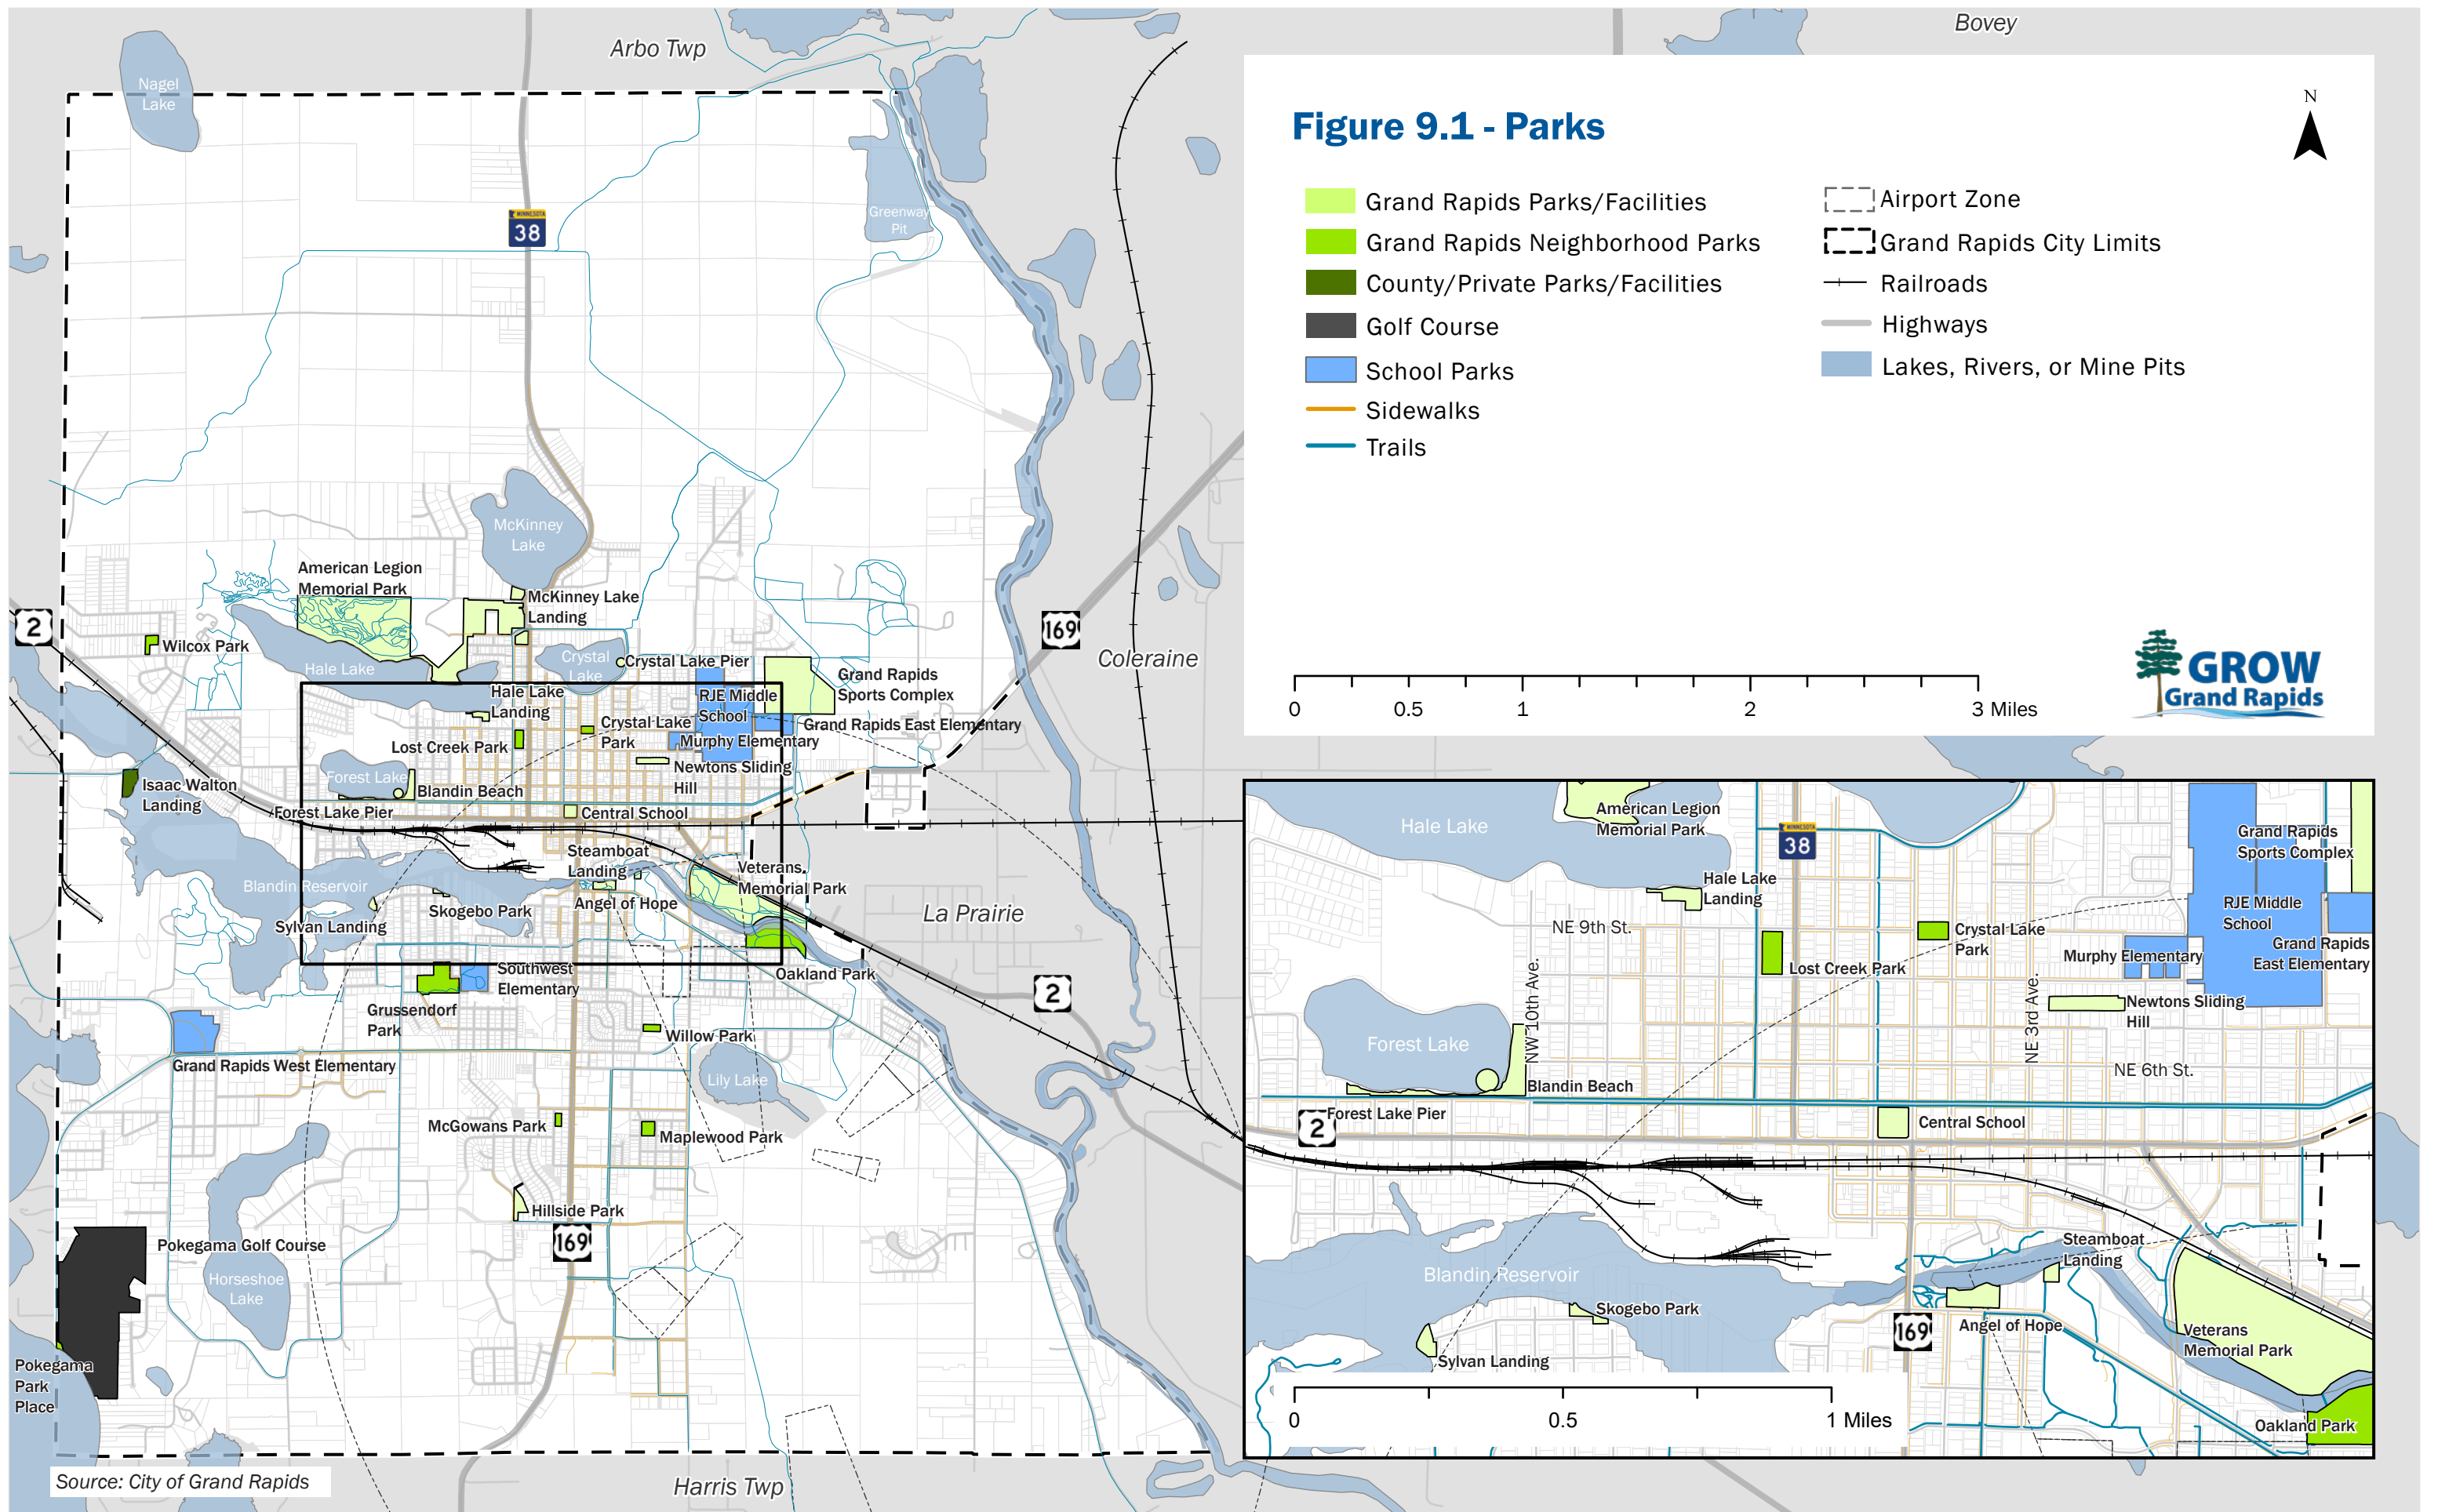 Arbo Twp
Bovey
Nagel
Lake
Figure 9.1 - Parks
N
Grand Rapids Parks/Facilities
Grand Rapids Neighborhood Parks
County/Private Parks/Facilities
Golf Course
School Parks
Sidewalks
Trails
Airport Zone
Grand Rapids City Limits
Railroads
Highways
Lakes, Rivers, or Mine Pits
0
0.5
1
2
3 Miles
GROW
Grand Rapids
MINNESOTA
38
Greenway
Pit
McKinney
Lake
American Legion
Memorial Park
McKinney Lake
Landing
2
Wilcox Park
Hale Lake
Crystal
Lake
Crystal Lake Pier
169
Coleraine
Grand Rapids
Sports Complex
RJE Middle
School
Hale Lake
Landing
Crystal Lake
Park
Grand Rapids East Elementary
Lost Creek Park
Murphy Elementary
Newtons Sliding
Hill
Forest Lake
Isaac Walton
Landing
Blandin Beach
Forest Lake Pier
Central School
Steamboat
Landing
Veterans
Memorial Park
Blandin Reservoir
Angel of Hope
Skogebo Park
Sylvan Landing
La Prairie
Oakland Park
Southwest
Elementary
2
Grussendorf
Park
Willow Park
Grand Rapids West Elementary
Lily Lake
McGowans Park
Maplewood Park
Hillside Park
169
Pokegama Golf Course
Horseshoe
Lake
Pokegama
Park
Place
Source: City of Grand Rapids
Harris Twp
Hale Lake
American Legion
Memorial Park
MINNESOTA
38
Grand Rapids
Sports Complex
Hale Lake
Landing
RJE Middle
School
NE 9th St.
Crystal Lake
Park
Grand Rapids
East Elementary
Murphy Elementary
Lost Creek Park
NW 10th Ave.
NE 3rd Ave.
Newtons Sliding
Hill
Forest Lake
NE 6th St.
Blandin Beach
Forest Lake Pier
2
Central School
Steamboat
Landing
Blandin Reservoir
Skogebo Park
Angel of Hope
169
Veterans
Memorial Park
Sylvan Landing
Oakland Park
0
0.5
1 Miles